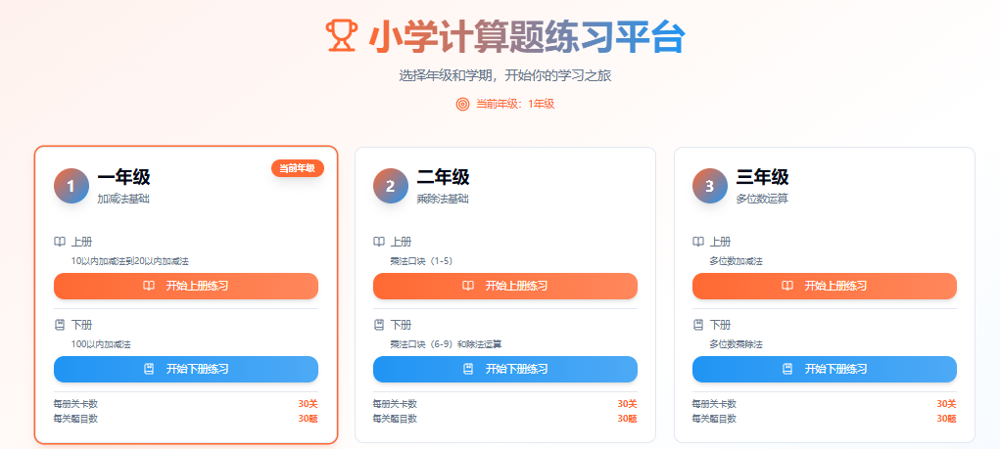 小学计算题练习平台
选择年级和学期，开始你的学习之旅
当前年级：1年级
当前年级
1
一年级
加减法基础
上册
10以内加减法到20以内加减法
开始上册练习
下册
100以内加减法
开始下册练习
每册关卡数 30关
每关题目数 30题
2
二年级
乘除法基础
上册
乘法口诀（1-5）
开始上册练习
下册
乘法口诀（6-9）和除法运算
开始下册练习
每册关卡数 30关
每关题目数 30题
3
三年级
多位数运算
上册
多位数加减法
开始上册练习
下册
多位数乘除法
开始下册练习
每册关卡数 30关
每关题目数 30题